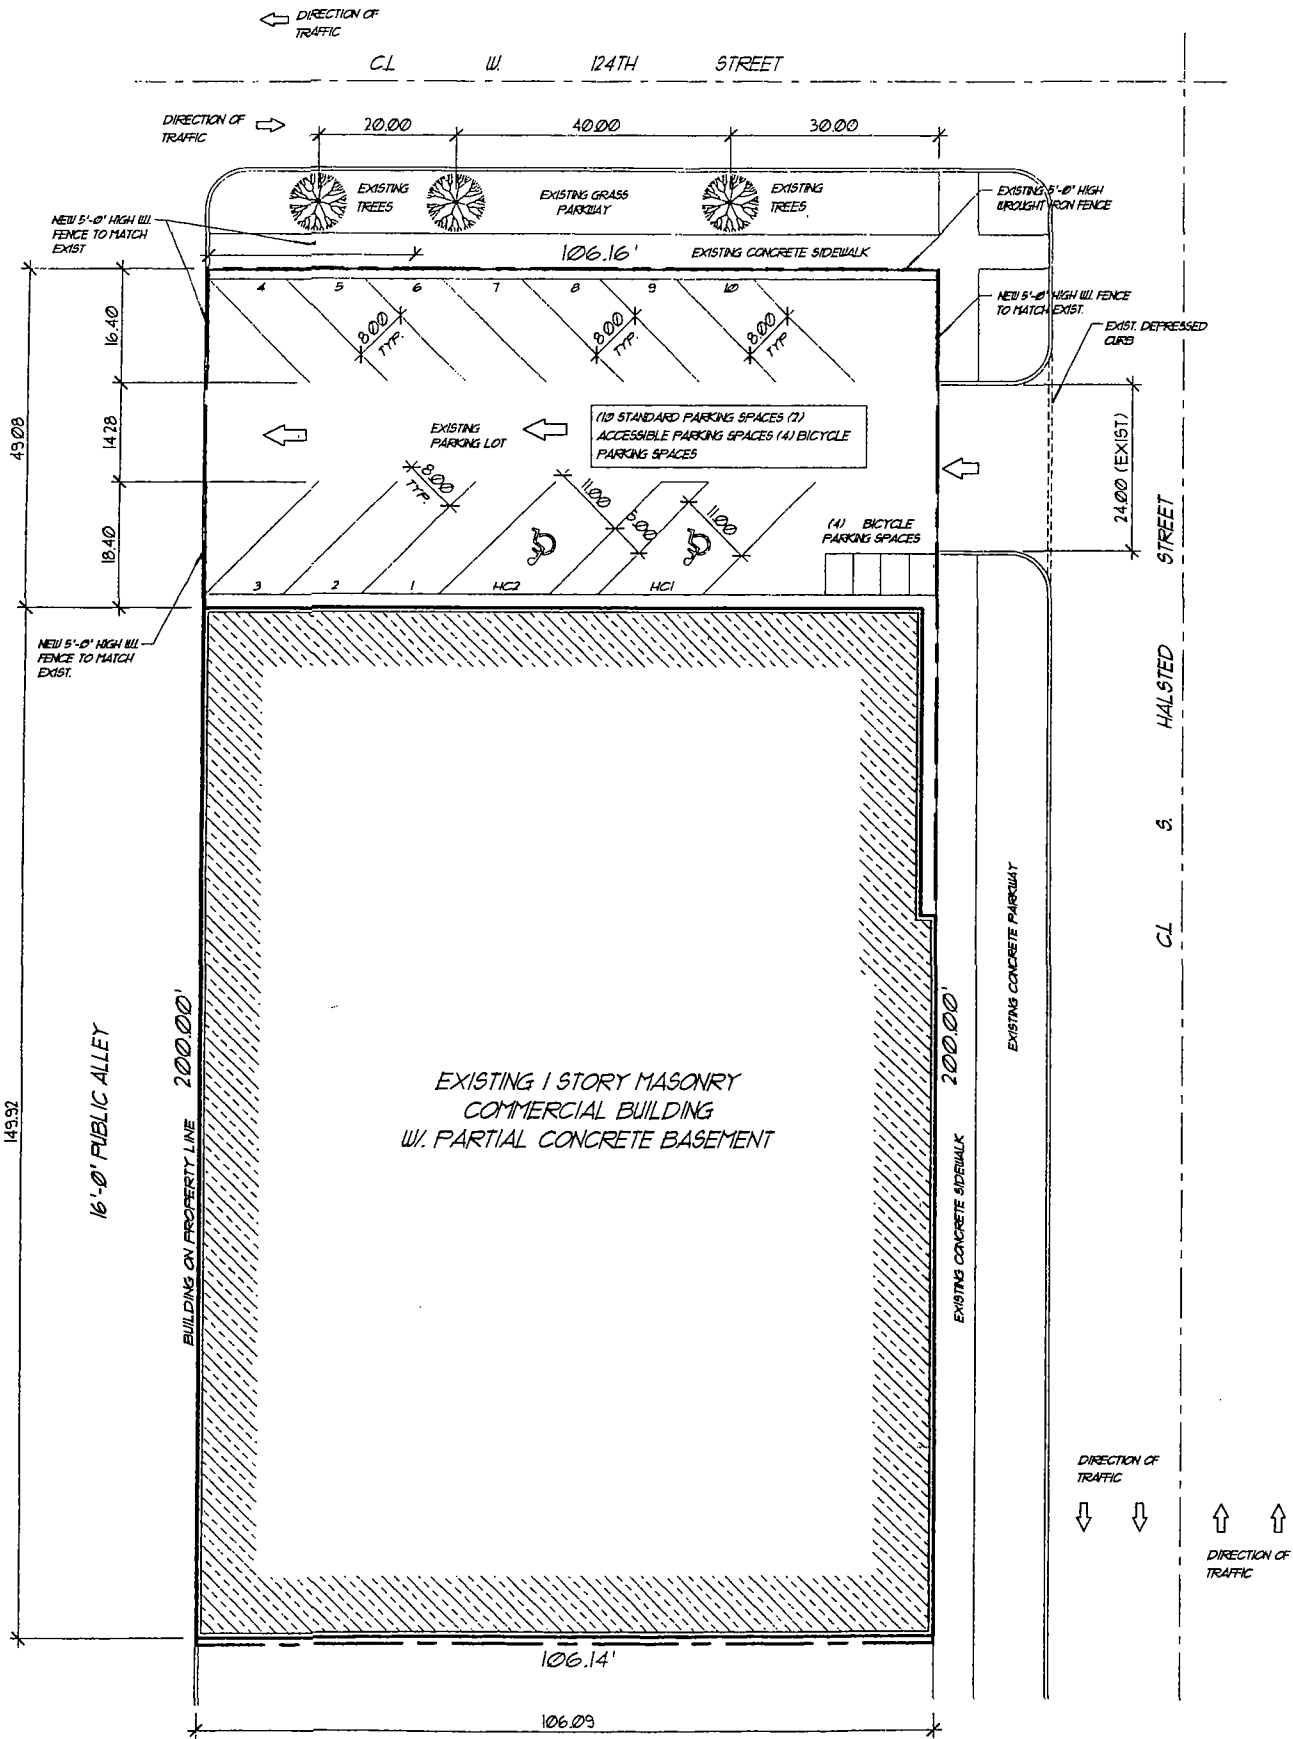 DIRECTION OF
TRAFFIC
C.L. W. 124TH STREET
DIRECTION OF
TRAFFIC
20.00
40.00
30.00
EXISTING
TREES
EXISTING GRASS
PARKWAY
EXISTING
TREES
EXISTING 5'-0" HIGH
WROUGHT IRON FENCE
NEW 5'-0" HIGH W.I.
FENCE TO MATCH
EXIST
106.16'
EXISTING CONCRETE SIDEWALK
4 5 6 7 8 9 10
NEW 5'-0" HIGH W.I. FENCE
TO MATCH EXIST.
EXIST. DEPRESSED
CURB
16.40
8.00
TYP.
8.00
TYP.
8.00
TYP.
49.08
14.28
EXISTING
PARKING LOT
(10 STANDARD PARKING SPACES (2)
ACCESSIBLE PARKING SPACES (4) BICYCLE
PARKING SPACES
24.00 (EXIST)
8.00
TYP.
11.00
5.00
11.00
18.40
(4) BICYCLE
PARKING SPACES
3 2 1 HC2 HC1
NEW 5'-0" HIGH W.I.
FENCE TO MATCH
EXIST.
C.L. S. HALSTED STREET
EXISTING CONCRETE PARKWAY
149.92
16'-0" PUBLIC ALLEY
200.00'
BUILDING ON PROPERTY LINE
EXISTING 1 STORY MASONRY
COMMERCIAL BUILDING
W/. PARTIAL CONCRETE BASEMENT
200.00'
EXISTING CONCRETE SIDEWALK
DIRECTION OF
TRAFFIC
DIRECTION OF
TRAFFIC
106.14'
106.09